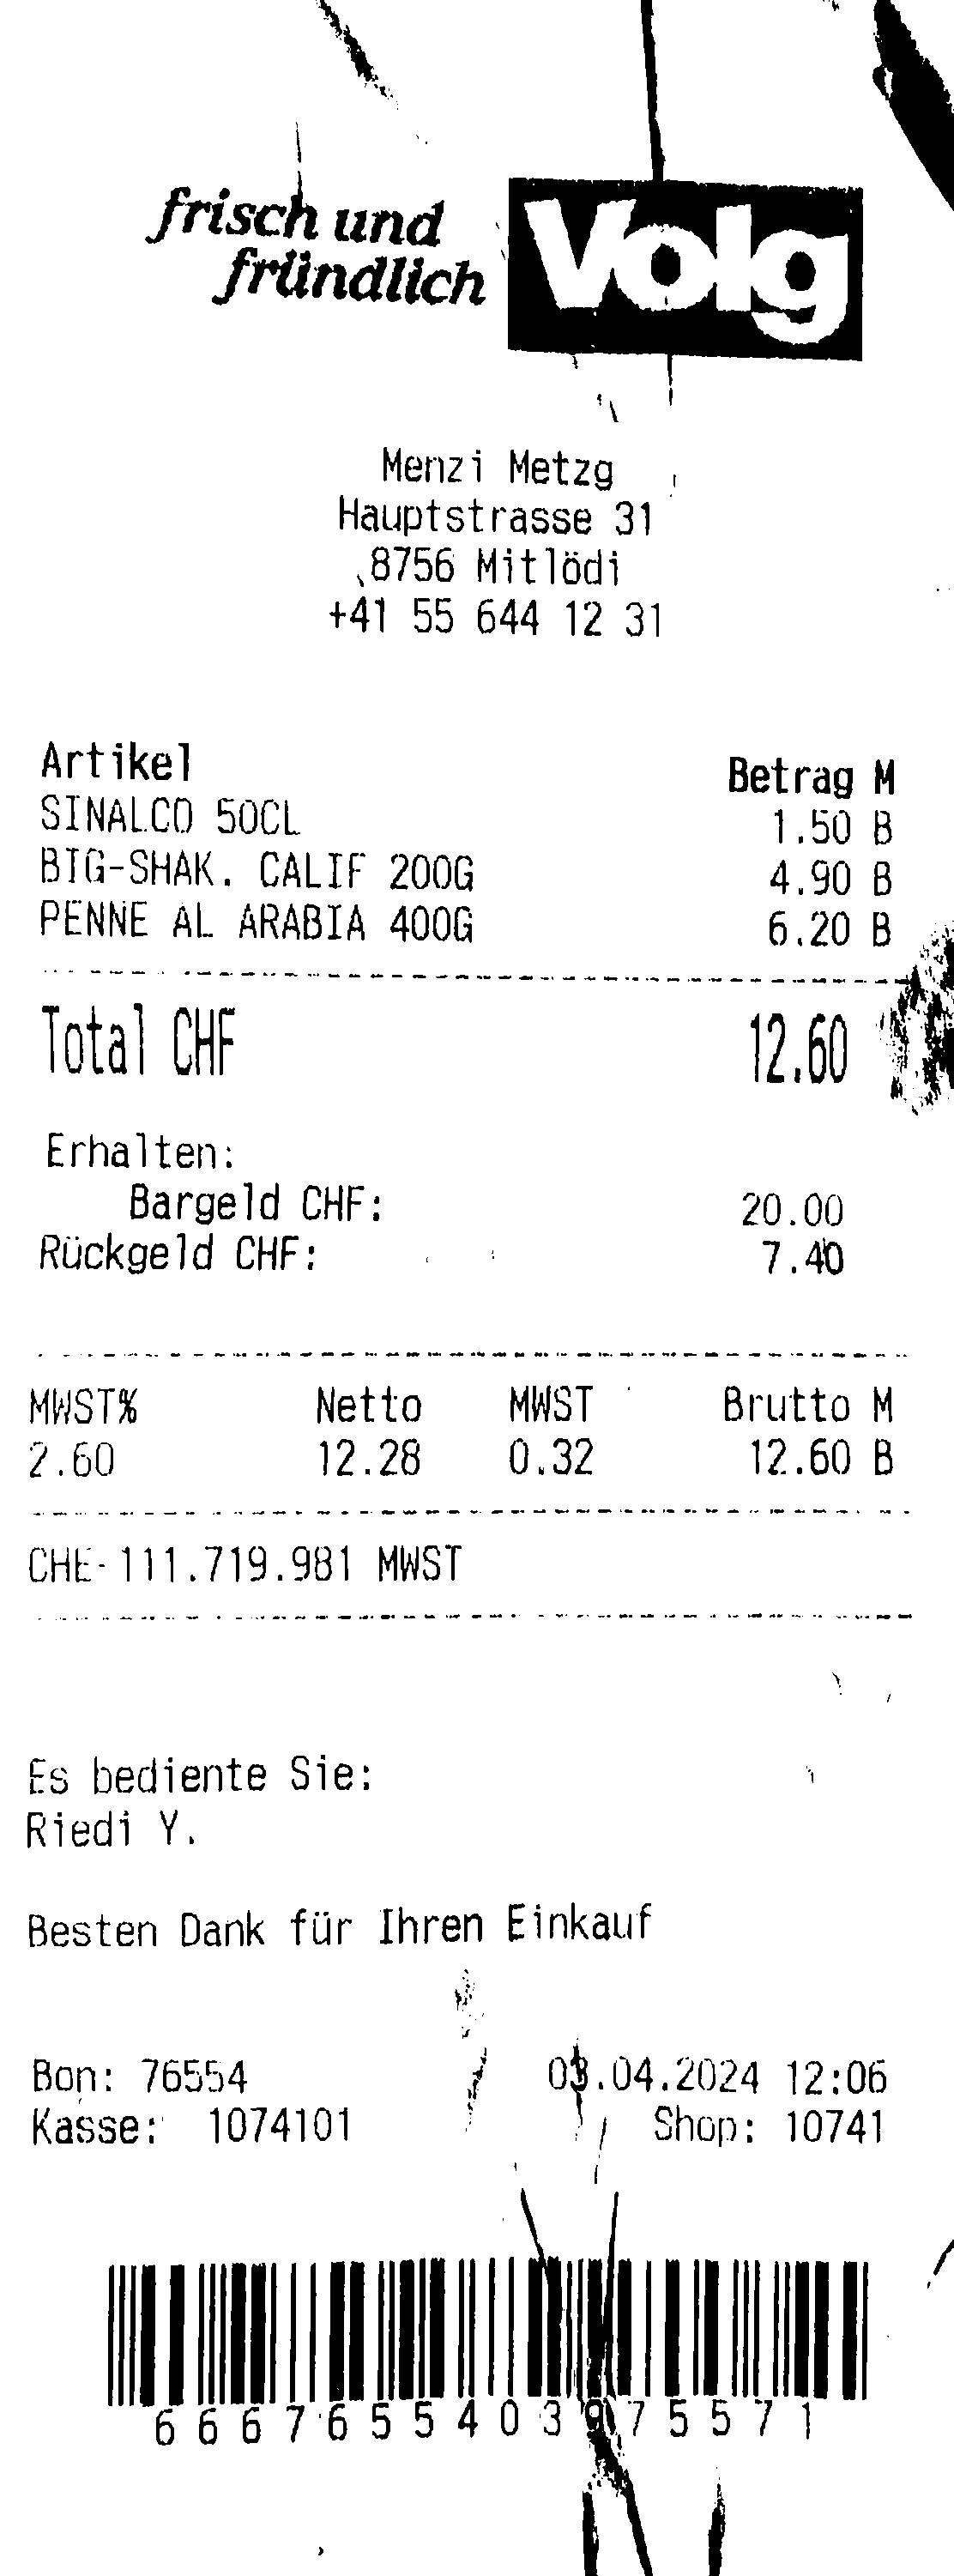 frisch und
fründlich
Volg
Menzi Metzg
Hauptstrasse 31
8756 Mitlödi
+41 55 644 12 31
Artikel Betrag M
SINALCO 50CL 1.50 B
BIG-SHAK. CALIF 200G 4.90 B
PENNE AL ARABIA 400G 6.20 B
Total CHF 12.60
Erhalten:
Bargeld CHF: 20.00
Rückgeld CHF: 7.40
MWST% Netto MWST Brutto M
2.60 12.28 0.32 12.60 B
CHE-111.719.981 MWST
Es bediente Sie:
Riedi Y.
Besten Dank für Ihren Einkauf
Bon: 76554 03.04.2024 12:06
Kasse: 1074101 Shop: 10741
6667655403975571